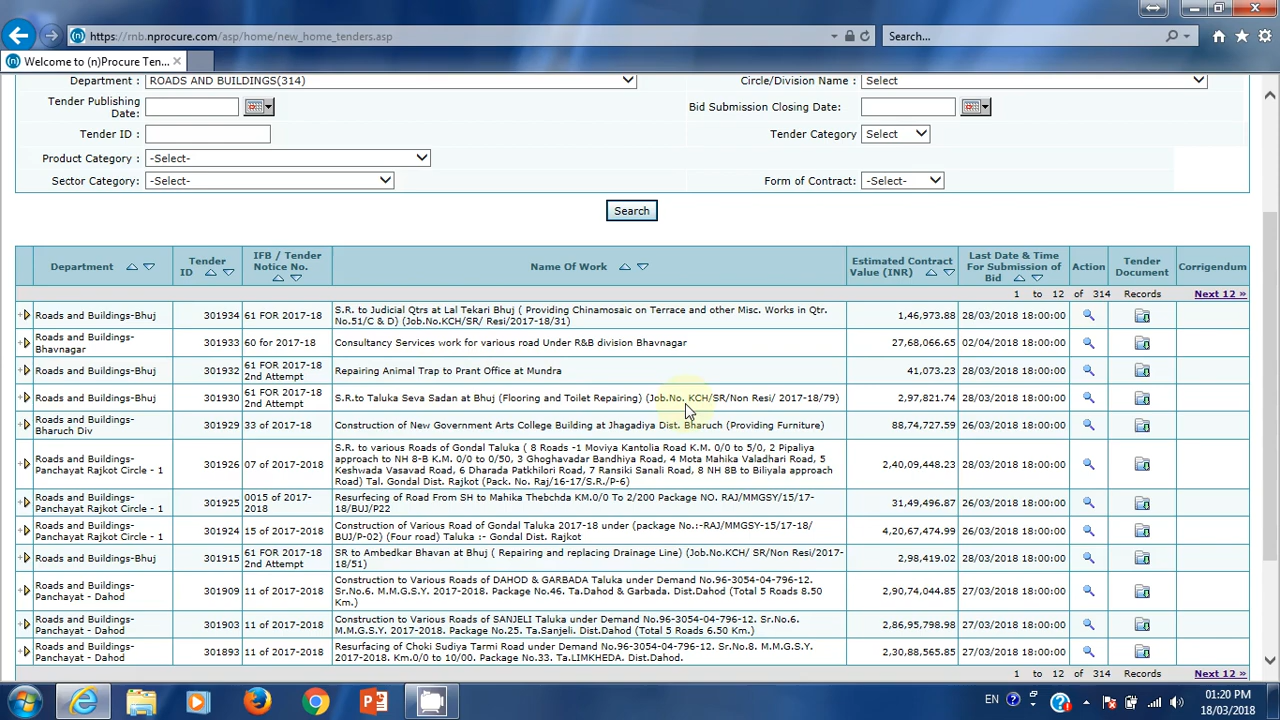 https://rnb.nprocure.com/asp/home/new_home_tenders.asp
Search...
Welcome to (n)Procure Ten...
Department : ROADS AND BUILDINGS(314) Circle/Division Name : Select
Tender Publishing Date: Bid Submission Closing Date:
Tender ID : Tender Category Select
Product Category : -Select-
Sector Category: -Select- Form of Contract: -Select-
Search
Department Tender ID IFB / Tender Notice No. Name Of Work Estimated Contract Value (INR) Last Date & Time For Submission of Bid Action Tender Document Corrigendum
1 to 12 of 314 Records Next 12 »
Roads and Buildings-Bhuj 301934 61 FOR 2017-18 S.R. to Judicial Qtrs at Lal Tekari Bhuj ( Providing Chinamosaic on Terrace and other Misc. Works in Qtr. 1,46,973.88 28/03/2018 18:00:00
No.51/C & D) (Job.No.KCH/SR/ Resi/2017-18/31)
Roads and Buildings- 301933 60 for 2017-18 Consultancy Services work for various road Under R&B division Bhavnagar 27,68,066.65 02/04/2018 18:00:00
Bhavnagar
Roads and Buildings-Bhuj 301932 61 FOR 2017-18 Repairing Animal Trap to Prant Office at Mundra 41,073.23 28/03/2018 18:00:00
2nd Attempt
Roads and Buildings-Bhuj 301930 61 FOR 2017-18 S.R.to Taluka Seva Sadan at Bhuj (Flooring and Toilet Repairing) (Job.No. KCH/SR/Non Resi/ 2017-18/79) 2,97,821.74 28/03/2018 18:00:00
2nd Attempt
Roads and Buildings- 301929 33 of 2017-18 Construction of New Government Arts College Building at Jhagadiya Dist. Bharuch (Providing Furniture) 88,74,727.59 26/03/2018 18:00:00
Bharuch Div
Roads and Buildings- 301926 07 of 2017-2018 S.R. to various Roads of Gondal Taluka ( 8 Roads -1 Moviya Kantolia Road K.M. 0/0 to 5/0, 2 Pipaliya 2,40,09,448.23 26/03/2018 18:00:00
Panchayat Rajkot Circle - 1 approach to NH 8-B K.M. 0/0 to 0/50, 3 Ghoghavadar Bandhiya Road, 4 Mota Mahika Valadhari Road, 5
Keshvada Vasavad Road, 6 Dharada Patkhilori Road, 7 Ransiki Sanali Road, 8 NH 8B to Biliyala approach
Road) Tal. Gondal Dist. Rajkot (Pack. No. Raj/16-17/S.R./P-6)
Roads and Buildings- 301925 0015 of 2017- Resurfecing of Road From SH to Mahika Thebchda KM.0/0 To 2/200 Package NO. RAJ/MMGSY/15/17- 31,49,496.87 26/03/2018 18:00:00
Panchayat Rajkot Circle - 1 2018 18/BUJ/P22
Roads and Buildings- 301924 15 of 2017-2018 Construction of Various Road of Gondal Taluka 2017-18 under (package No.:-RAJ/MMGSY-15/17-18/ 4,20,67,474.99 26/03/2018 18:00:00
Panchayat Rajkot Circle - 1 BUJ/P-02) (Four road) Taluka :- Gondal Dist. Rajkot
Roads and Buildings-Bhuj 301915 61 FOR 2017-18 SR to Ambedkar Bhavan at Bhuj ( Repairing and replacing Drainage Line) (Job.No.KCH/ SR/Non Resi/2017- 2,98,419.02 28/03/2018 18:00:00
2nd Attempt 18/51)
Roads and Buildings- 301909 11 of 2017-2018 Construction to Various Roads of DAHOD & GARBADA Taluka under Demand No.96-3054-04-796-12. 2,90,74,044.85 27/03/2018 18:00:00
Panchayat - Dahod Sr.No.6. M.M.G.S.Y. 2017-2018. Package No.46. Ta.Dahod & Garbada. Dist.Dahod (Total 5 Roads 8.50
Km.)
Roads and Buildings- 301903 11 of 2017-2018 Construction to Various Roads of SANJELI Taluka under Demand No.96-3054-04-796-12. Sr.No.6. 2,86,95,798.98 27/03/2018 18:00:00
Panchayat - Dahod M.M.G.S.Y. 2017-2018. Package No.25. Ta.Sanjeli. Dist.Dahod (Total 5 Roads 6.50 Km.)
Roads and Buildings- 301893 11 of 2017-2018 Resurfacing of Choki Sudiya Tarmi Road under Demand No.96-3054-04-796-12. Sr.No.8. M.M.G.S.Y. 2,30,88,565.85 27/03/2018 18:00:00
Panchayat - Dahod 2017-2018. Km.0/0 to 10/00. Package No.33. Ta.LIMKHEDA. Dist.Dahod.
1 to 12 of 314 Records Next 12 »
EN 01:20 PM
18/03/2018